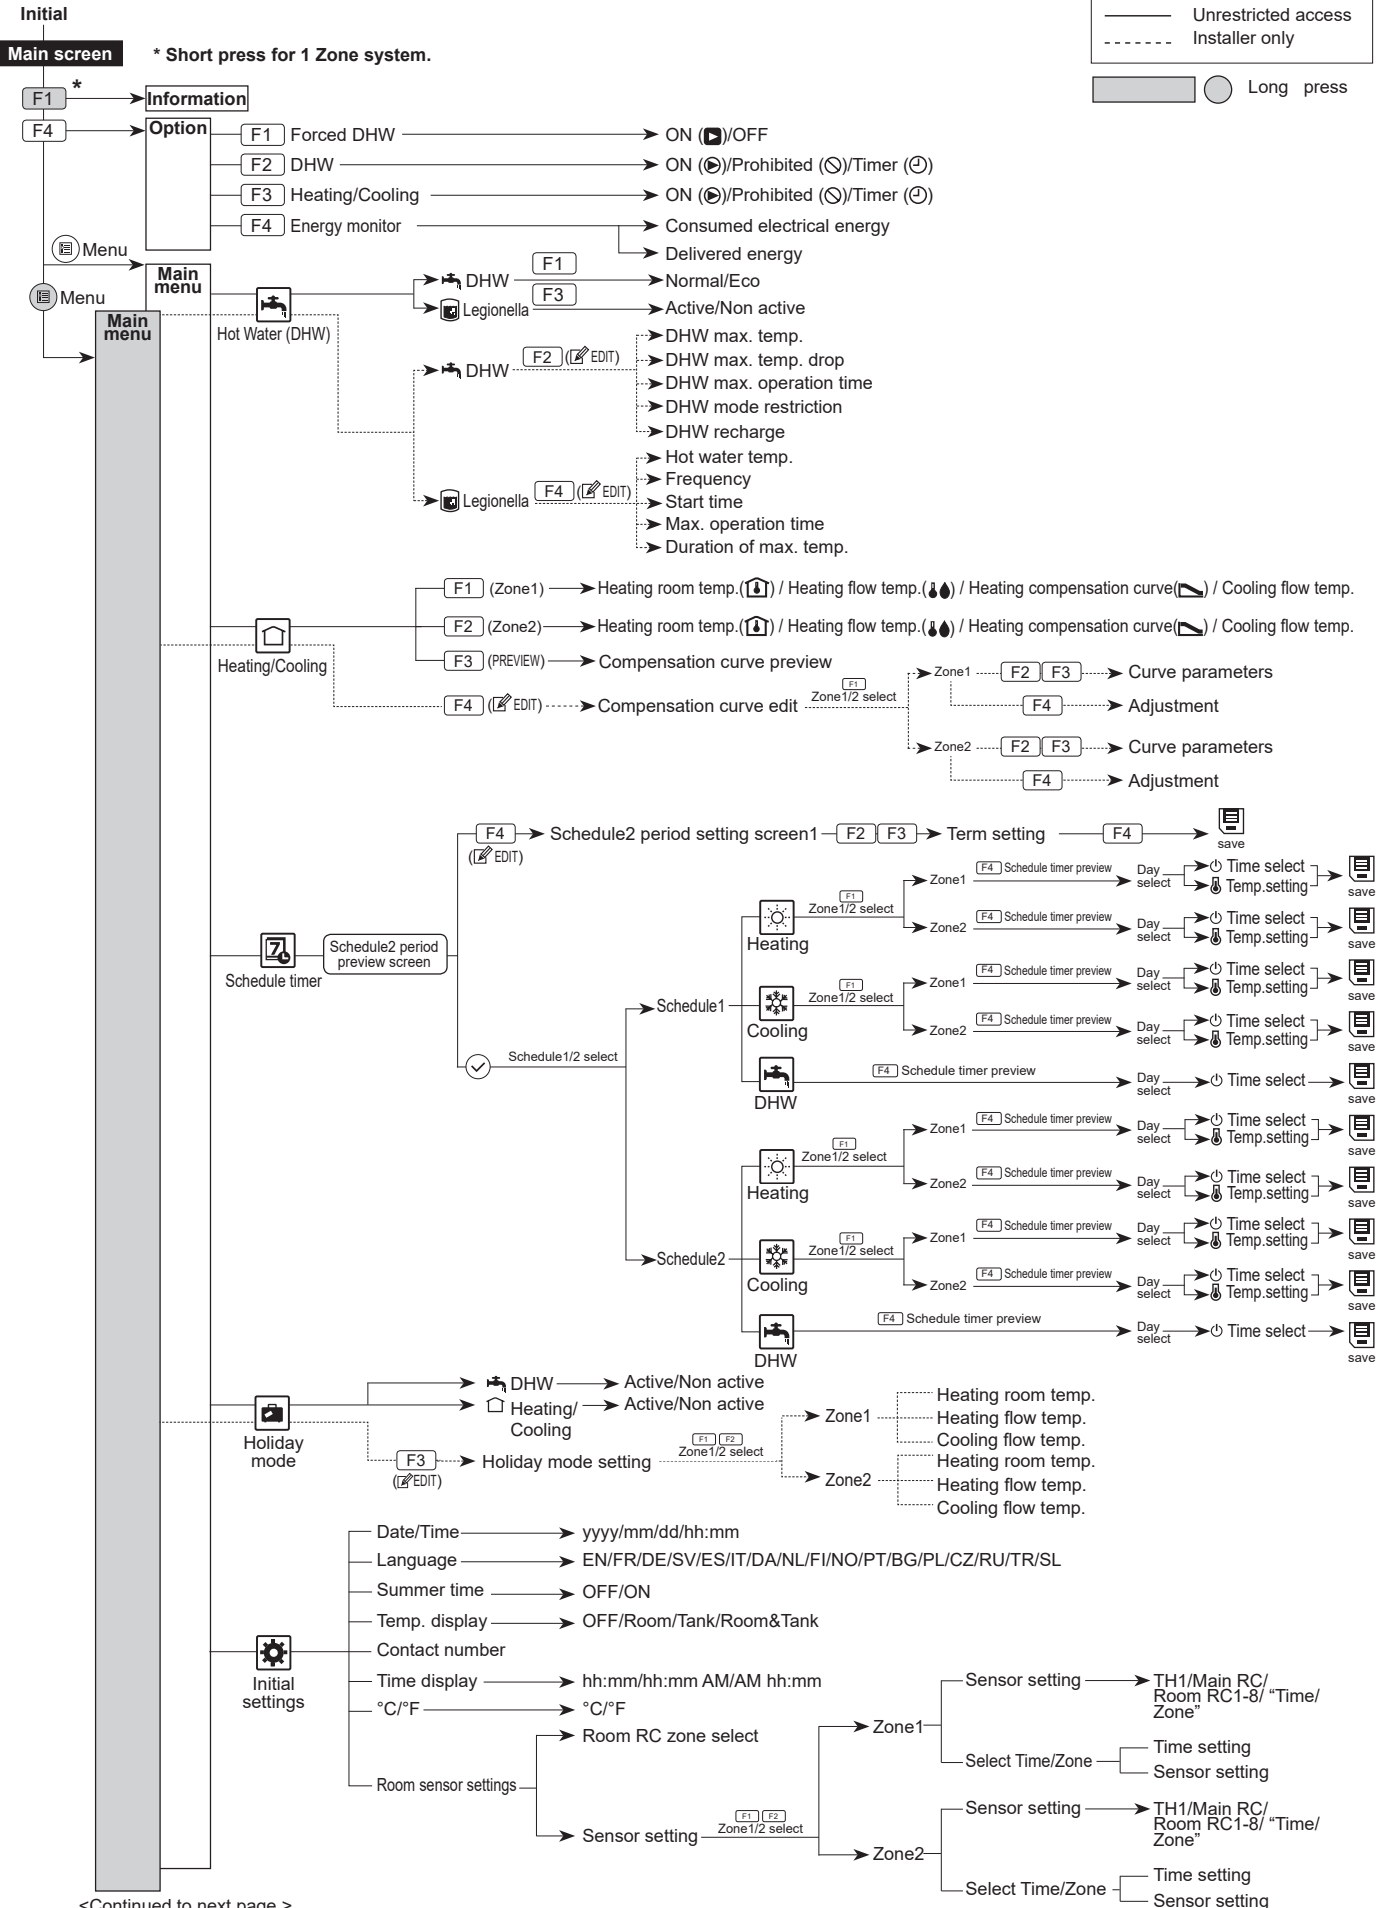 Initial
Unrestricted access
Installer only
Main screen
* Short press for 1 Zone system.
Long press
F1
*
Information
F4
Option
F1 Forced DHW ON ( )/OFF
F2 DHW ON ( )/Prohibited ( )/Timer ( )
F3 Heating/Cooling ON ( )/Prohibited ( )/Timer ( )
F4 Energy monitor Consumed electrical energy
Delivered energy
Menu
Main
menu
Menu
Main
menu
Hot Water (DHW)
DHW F1 Normal/Eco
Legionella F3 Active/Non active
DHW F2 ( EDIT)
DHW max. temp.
DHW max. temp. drop
DHW max. operation time
DHW mode restriction
DHW recharge
Legionella F4 ( EDIT)
Hot water temp.
Frequency
Start time
Max. operation time
Duration of max. temp.
Heating/Cooling
F1 (Zone1) Heating room temp.( ) / Heating flow temp.( ) / Heating compensation curve( ) / Cooling flow temp.
F2 (Zone2) Heating room temp.( ) / Heating flow temp.( ) / Heating compensation curve( ) / Cooling flow temp.
F3 (PREVIEW) Compensation curve preview
F4 ( EDIT) Compensation curve edit
F1
Zone1/2 select
Zone1 F2 F3 Curve parameters
F4 Adjustment
Zone2 F2 F3 Curve parameters
F4 Adjustment
7
Schedule timer
Schedule2 period
preview screen
F4
( EDIT)
Schedule2 period setting screen1 F2 F3 Term setting F4
save
Schedule1/2 select
Schedule1
Heating
F1
Zone1/2 select
Zone1 F4 Schedule timer preview Day
select
Time select
Temp.setting
save
Zone2 F4 Schedule timer preview Day
select
Time select
Temp.setting
save
Cooling
F1
Zone1/2 select
Zone1 F4 Schedule timer preview Day
select
Time select
Temp.setting
save
Zone2 F4 Schedule timer preview Day
select
Time select
Temp.setting
save
DHW
F4 Schedule timer preview
Day
select
Time select
save
Schedule2
Heating
F1
Zone1/2 select
Zone1 F4 Schedule timer preview Day
select
Time select
Temp.setting
save
Zone2 F4 Schedule timer preview Day
select
Time select
Temp.setting
save
Cooling
F1
Zone1/2 select
Zone1 F4 Schedule timer preview Day
select
Time select
Temp.setting
save
Zone2 F4 Schedule timer preview Day
select
Time select
Temp.setting
save
DHW
F4 Schedule timer preview
Day
select
Time select
save
Holiday
mode
DHW Active/Non active
Heating/
Cooling
Active/Non active
F3
( EDIT)
Holiday mode setting
F1 F2
Zone1/2 select
Zone1
Heating room temp.
Heating flow temp.
Cooling flow temp.
Zone2
Heating room temp.
Heating flow temp.
Cooling flow temp.
Initial
settings
Date/Time yyyy/mm/dd/hh:mm
Language EN/FR/DE/SV/ES/IT/DA/NL/FI/NO/PT/BG/PL/CZ/RU/TR/SL
Summer time OFF/ON
Temp. display OFF/Room/Tank/Room&Tank
Contact number
Time display hh:mm/hh:mm AM/AM hh:mm
°C/°F °C/°F
Room sensor settings
Room RC zone select
Sensor setting
F1 F2
Zone1/2 select
Zone1
Sensor setting
TH1/Main RC/
Room RC1-8/ “Time/
Zone”
Select Time/Zone
Time setting
Sensor setting
Zone2
Sensor setting
TH1/Main RC/
Room RC1-8/ “Time/
Zone”
Select Time/Zone
Time setting
Sensor setting
<Continued to next page.>